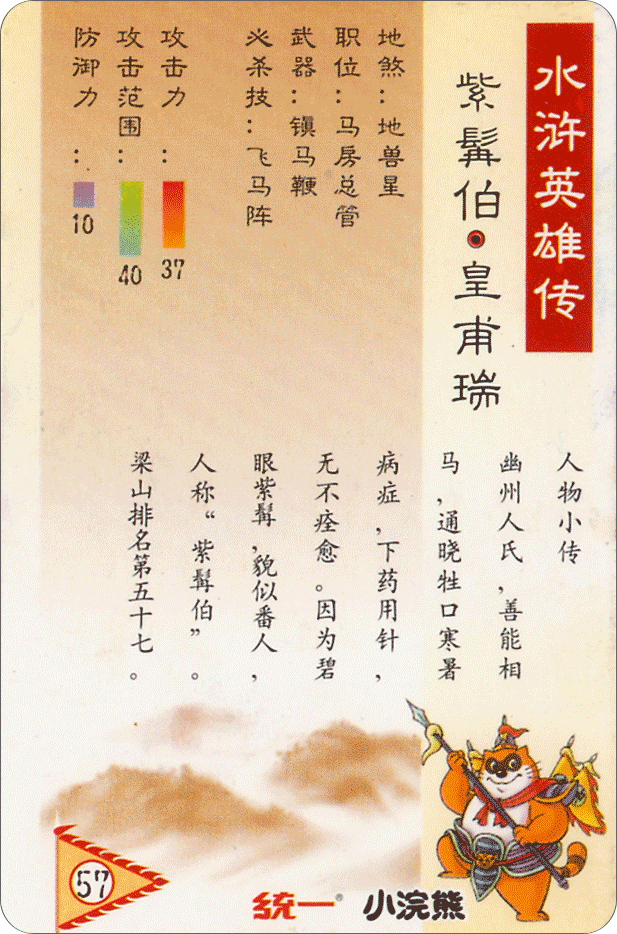 水浒英雄传
紫髯伯·皇甫瑞
地煞：地兽星
职位：马房总管
武器：镇马鞭
必杀技：飞马阵
攻击力：37
攻击范围：40
防御力：10
人物小传
幽州人氏，善能相
马，通晓牲口寒暑
病症，下药用针，
无不痊愈。因为碧
眼紫髯，貌似番人，
人称“紫髯伯”。
梁山排名第五十七。
57
统一® 小浣熊